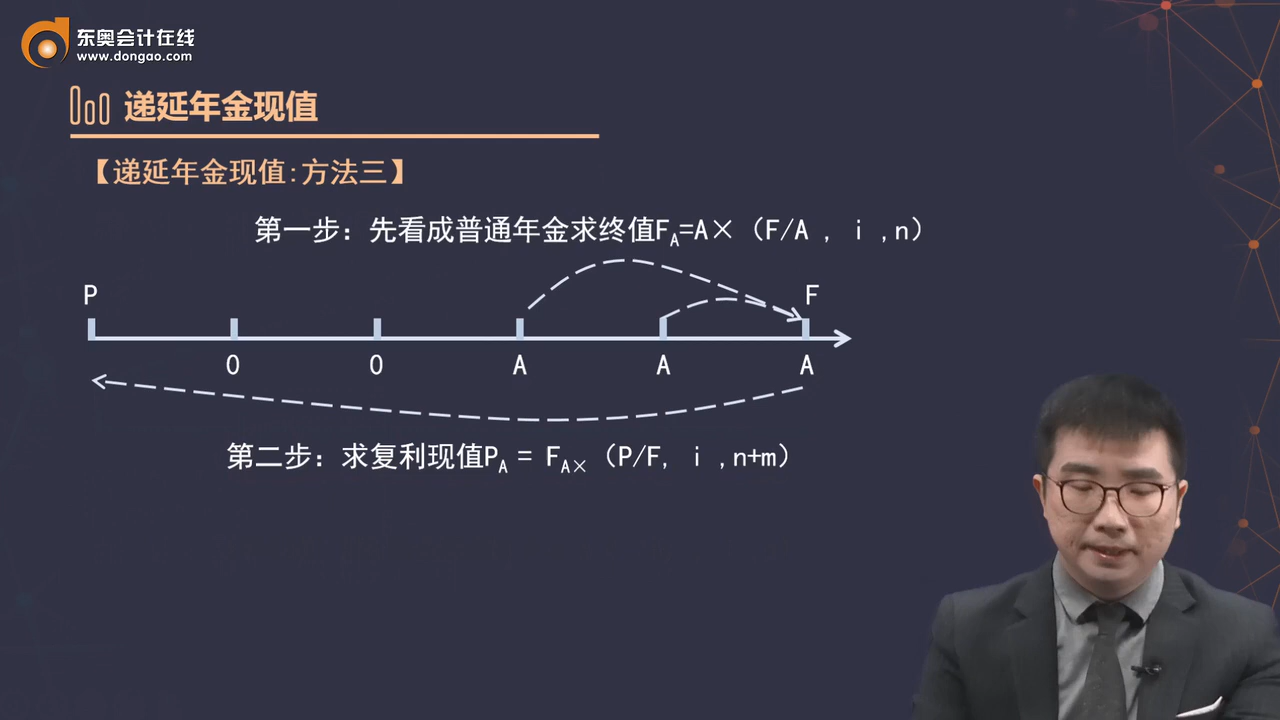 东奥会计在线
www.dongao.com
递延年金现值
【递延年金现值:方法三】
第一步：先看成普通年金求终值FA=A×（F/A ， i ,n）
P F
0 0 A A A
第二步：求复利现值PA = FA×（P/F, i ,n+m）